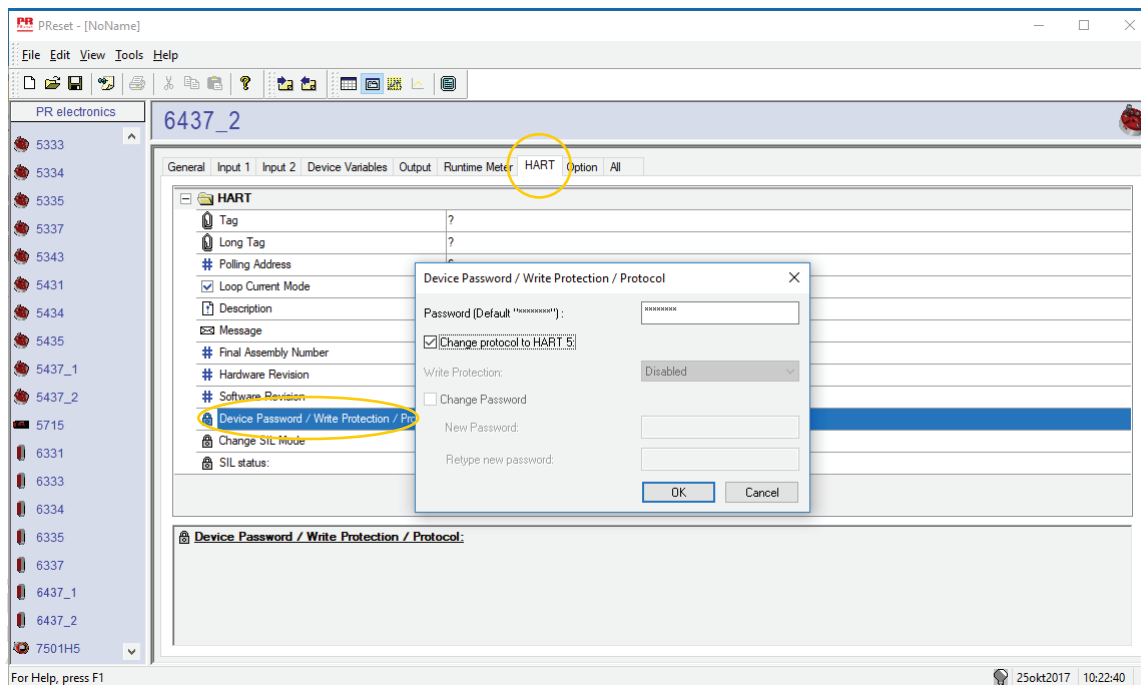 PR PReset - [NoName]
File Edit View Tools Help
PR electronics
6437_2
5333
5334
5335
5337
5343
5431
5434
5435
5437_1
5437_2
5715
6331
6333
6334
6335
6337
6437_1
6437_2
7501H5
General Input 1 Input 2 Device Variables Output Runtime Meter HART Option All
HART
Tag ?
Long Tag ?
# Polling Address
Loop Current Mode
Description
Message
# Final Assembly Number
# Hardware Revision
# Software Revision
Device Password / Write Protection / Pro
Change SIL Mode
SIL status:
Device Password / Write Protection / Protocol
Password (Default "********") : ********
Change protocol to HART 5:
Write Protection: Disabled
Change Password
New Password:
Retype new password:
OK Cancel
Device Password / Write Protection / Protocol:
For Help, press F1 25okt2017 10:22:40